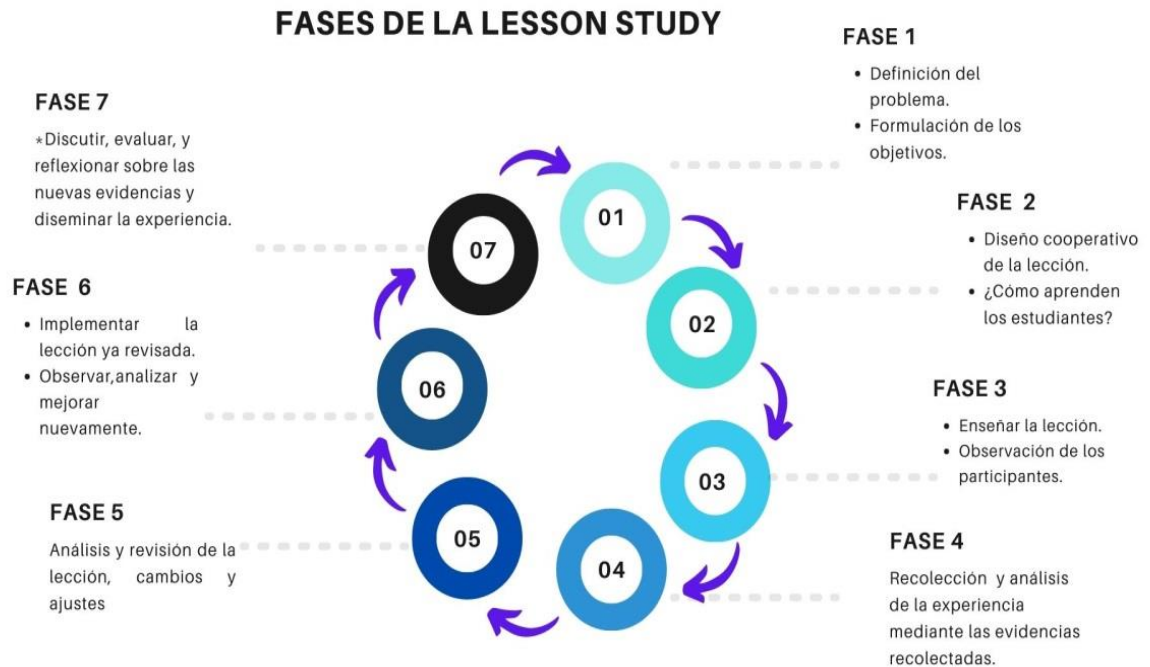 FASES DE LA LESSON STUDY
FASE 1
• Definición del
problema.
• Formulación de los
objetivos.
FASE 2
• Diseño cooperativo
de la lección.
• ¿Cómo aprenden
los estudiantes?
FASE 3
• Enseñar la lección.
• Observación de los
participantes.
FASE 4
Recolección y análisis
de la experiencia
mediante las evidencias
recolectadas.
FASE 5
Análisis y revisión de la
lección, cambios y
ajustes
FASE 6
• Implementar la
lección ya revisada.
• Observar,analizar y
mejorar
nuevamente.
FASE 7
*Discutir, evaluar, y
reflexionar sobre las
nuevas evidencias y
diseminar la experiencia.
01
02
03
04
05
06
07